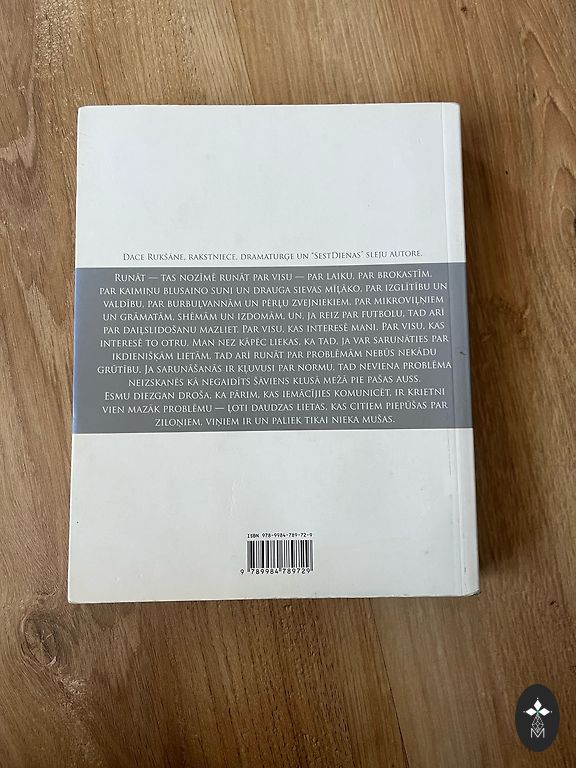 Dace Rukšāne, rakstniece, dramaturģe un "SestDienas" sleju autore.
Runāt — tas nozīmē runāt par visu — par laiku, par brokastīm,
par kaimiņu blusaino suni un drauga sievas mīļāko, par izglītību un
valdību, par burbuļvannām un pērļu zvejniekiem, par mikroviļņiem
un grāmatām, shēmām un izdomām, un, ja reiz par futbolu, tad arī
par daiļslidošanu mazliet. Par visu, kas interesē mani. Par visu, kas
interesē to otru. Man nez kāpēc liekas, ka tad, ja var sarunāties par
ikdienišķām lietām, tad arī runāt par problēmām nebūs nekādu
grūtību. Ja sarunāšanās ir kļuvusi par normu, tad neviena problēma
neizskanēs kā negaidīts šāviens klusā mežā pie pašas auss.
Esmu diezgan droša, ka pārim, kas iemācījies komunicēt, ir krietni
vien mazāk problēmu — ļoti daudzas lietas, kas citiem piepūšas par
ziloņiem, viņiem ir un paliek tikai nieka mušas.
ISBN 978-9984-789-72-9
9 789984 789729
M